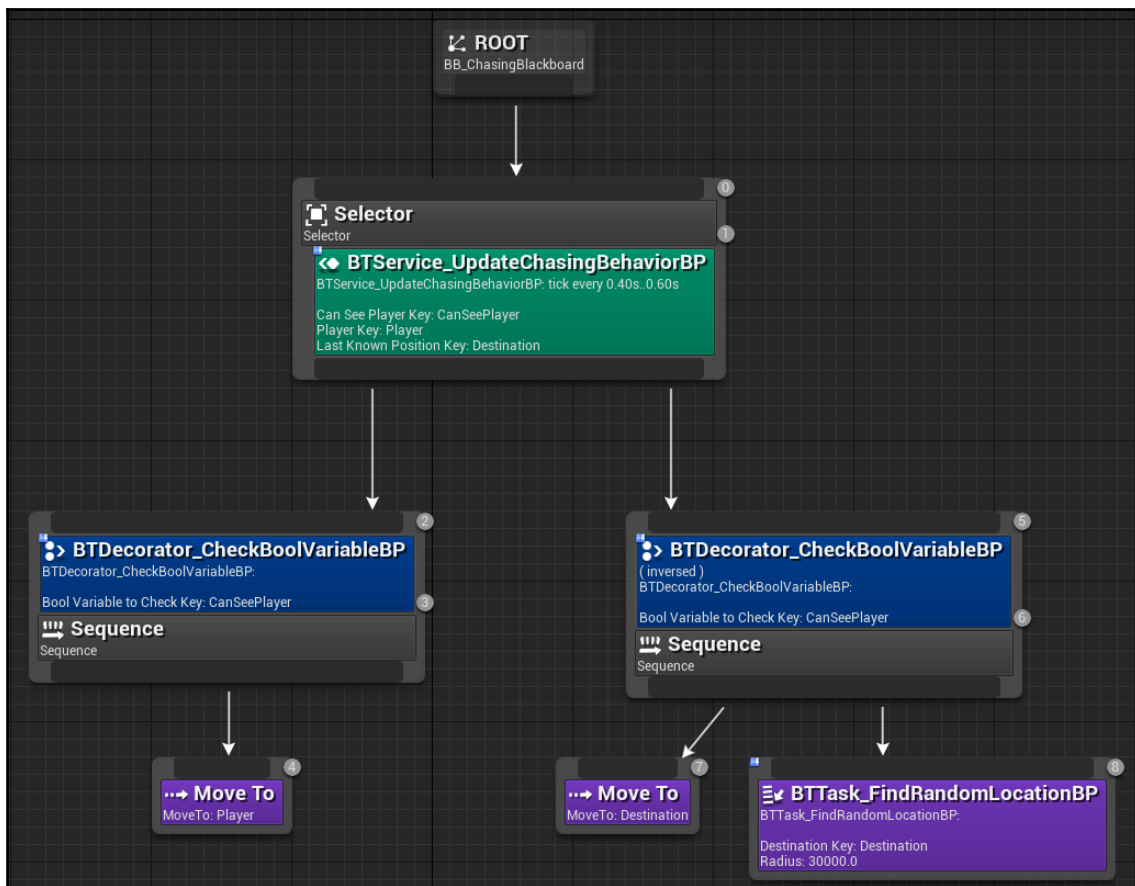 ROOT
BB_ChasingBlackboard
0
Selector
Selector
1
BTService_UpdateChasingBehaviorBP
BTService_UpdateChasingBehaviorBP: tick every 0.40s..0.60s
Can See Player Key: CanSeePlayer
Player Key: Player
Last Known Position Key: Destination
2
BTDecorator_CheckBoolVariableBP
BTDecorator_CheckBoolVariableBP:
Bool Variable to Check Key: CanSeePlayer
3
Sequence
Sequence
5
BTDecorator_CheckBoolVariableBP
( inversed )
BTDecorator_CheckBoolVariableBP:
Bool Variable to Check Key: CanSeePlayer
6
Sequence
Sequence
4
Move To
MoveTo: Player
7
Move To
MoveTo: Destination
8
BTTask_FindRandomLocationBP
BTTask_FindRandomLocationBP:
Destination Key: Destination
Radius: 30000.0